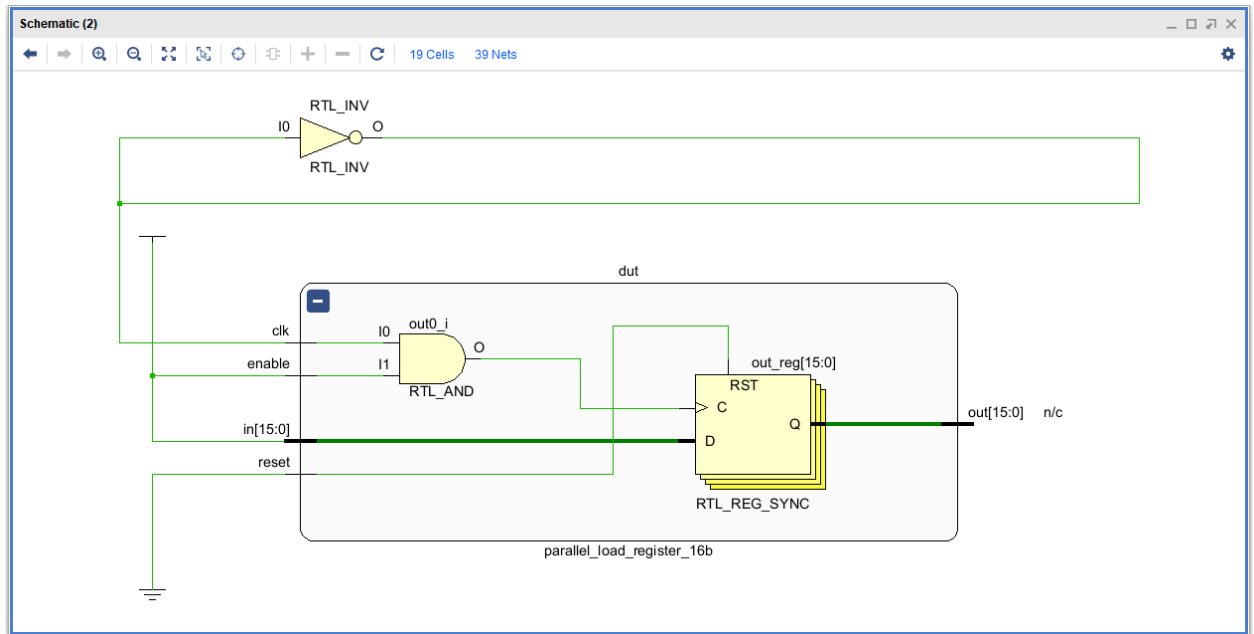 Schematic (2)
19 Cells 39 Nets
RTL_INV
I0 O
RTL_INV
dut
clk I0 out0_i O
enable I1
RTL_AND
out_reg[15:0]
RST
C
in[15:0] D Q out[15:0] n/c
reset
RTL_REG_SYNC
parallel_load_register_16b